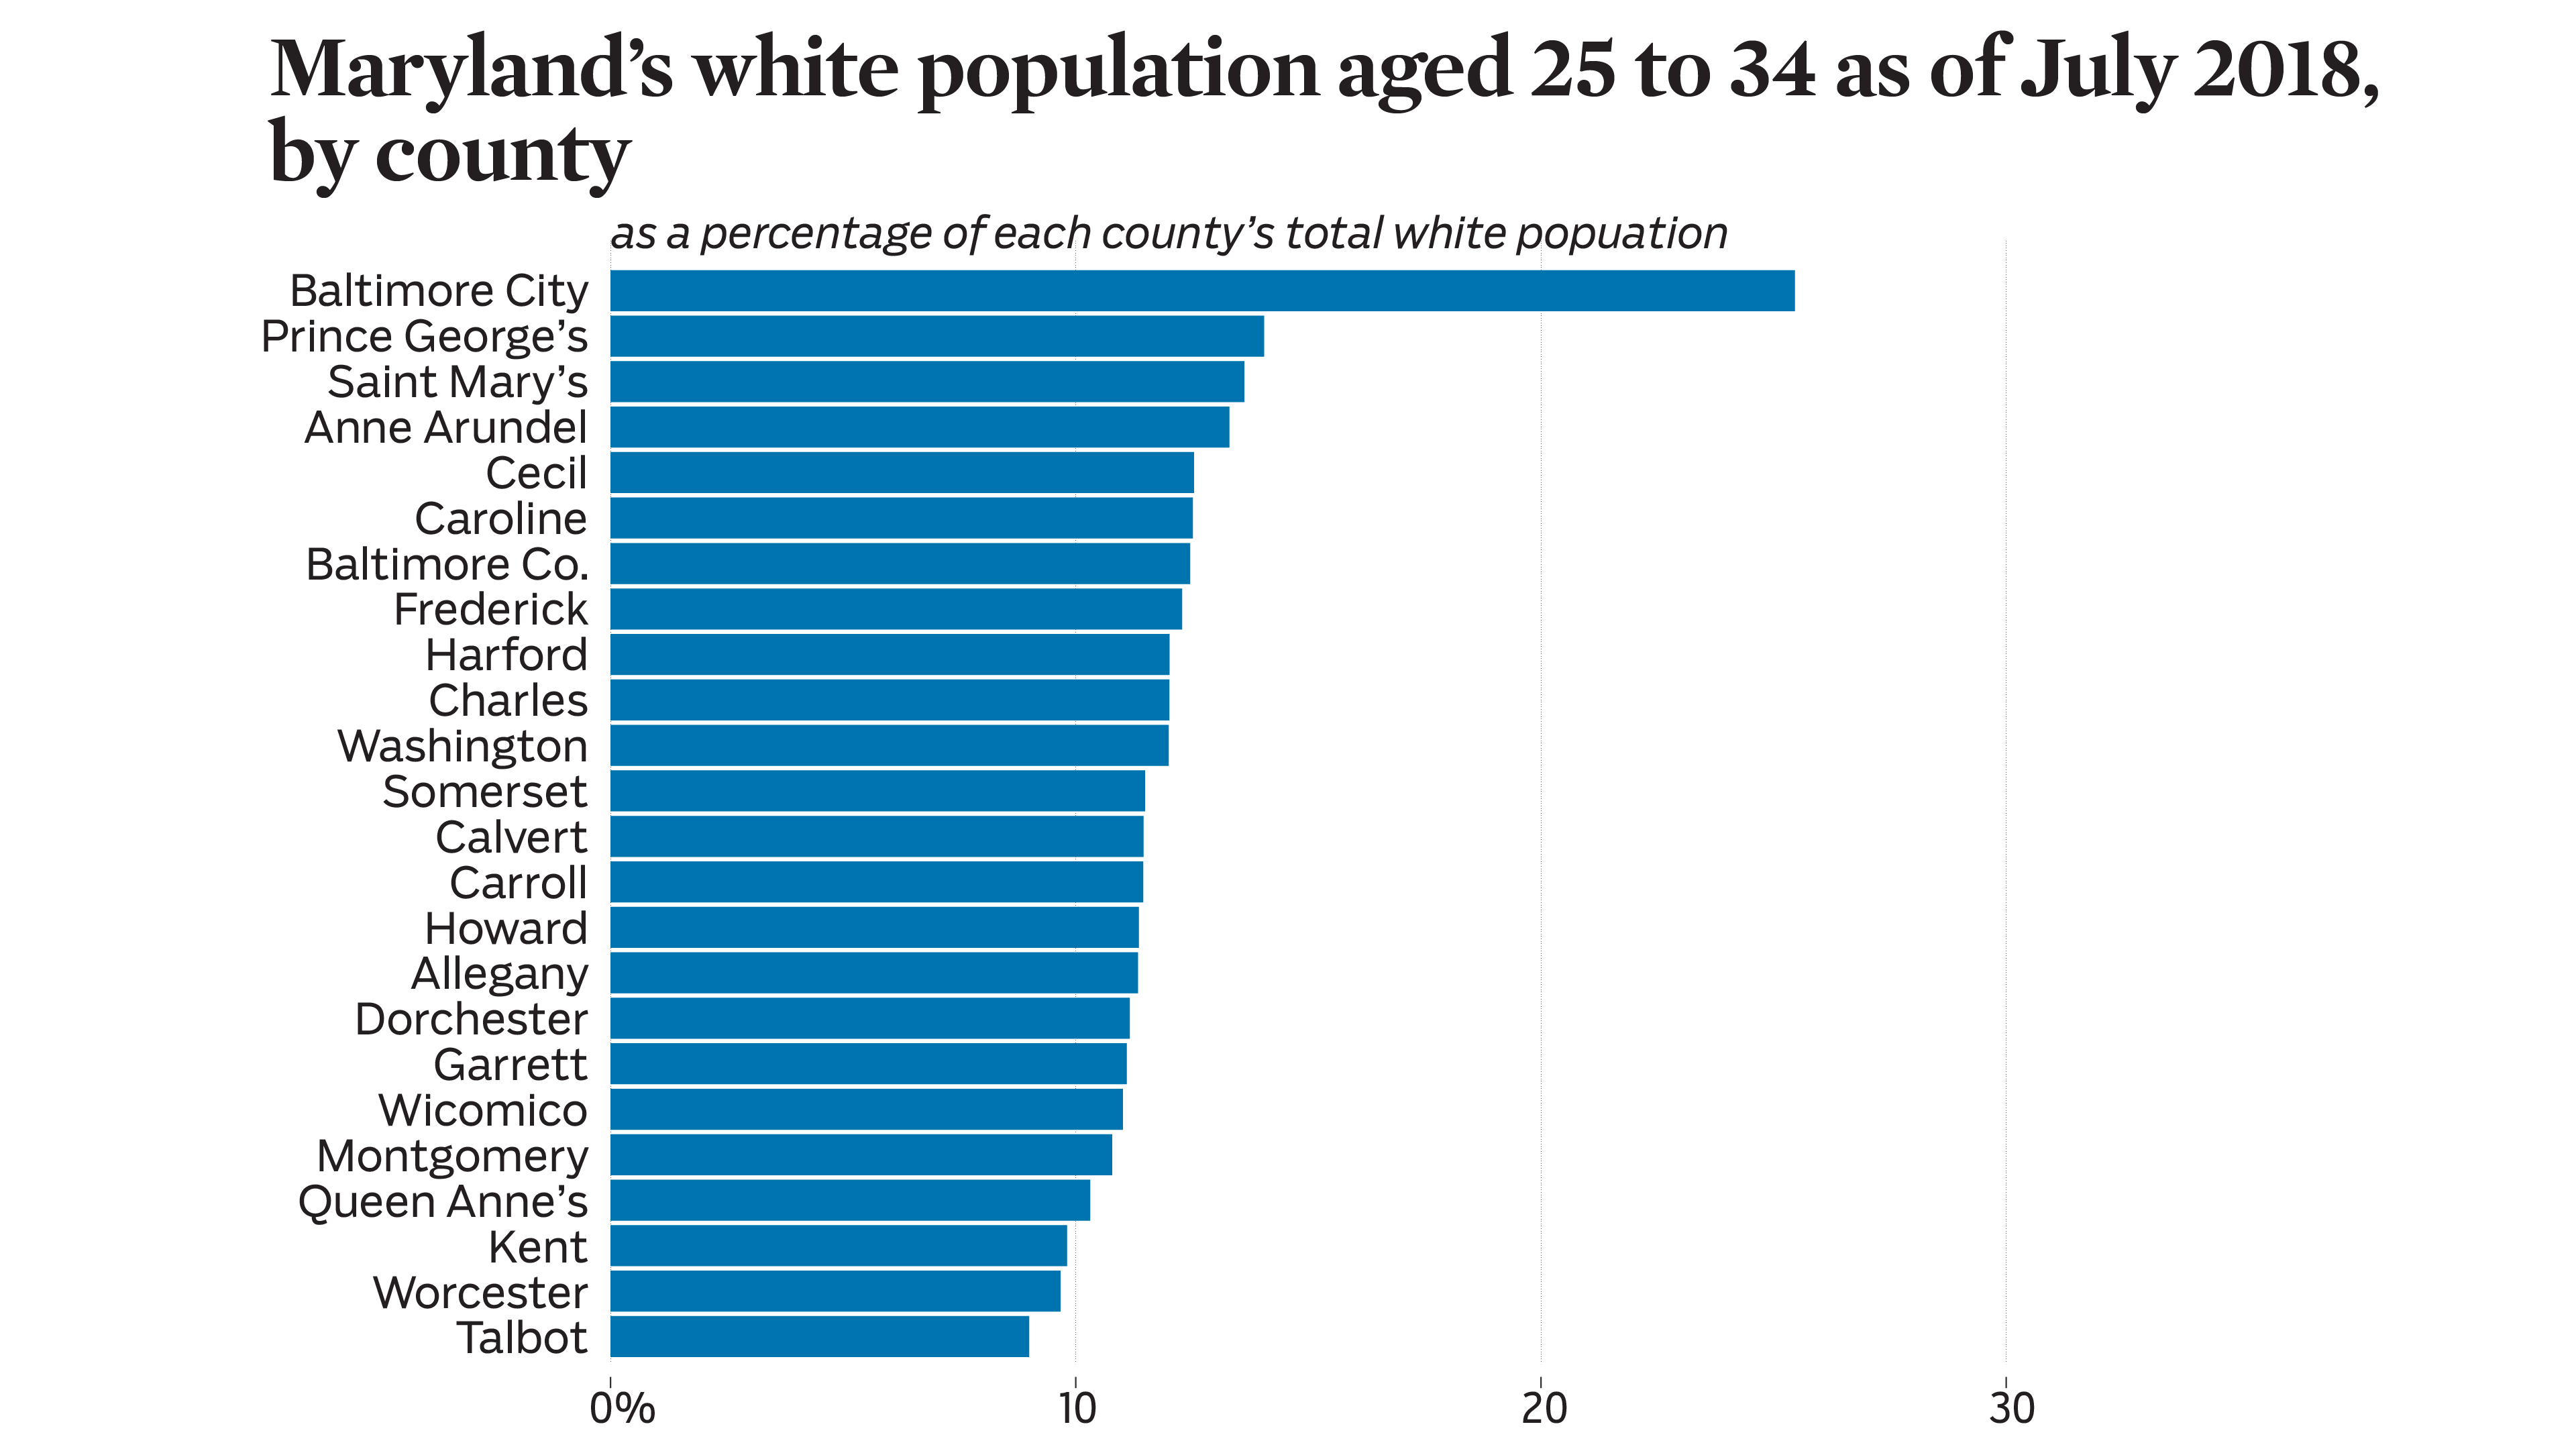 Maryland’s white population aged 25 to 34 as of July 2018,
by county
as a percentage of each county’s total white popuation
Baltimore City
Prince George’s
Saint Mary’s
Anne Arundel
Cecil
Caroline
Baltimore Co.
Frederick
Harford
Charles
Washington
Somerset
Calvert
Carroll
Howard
Allegany
Dorchester
Garrett
Wicomico
Montgomery
Queen Anne’s
Kent
Worcester
Talbot
0% 10 20 30